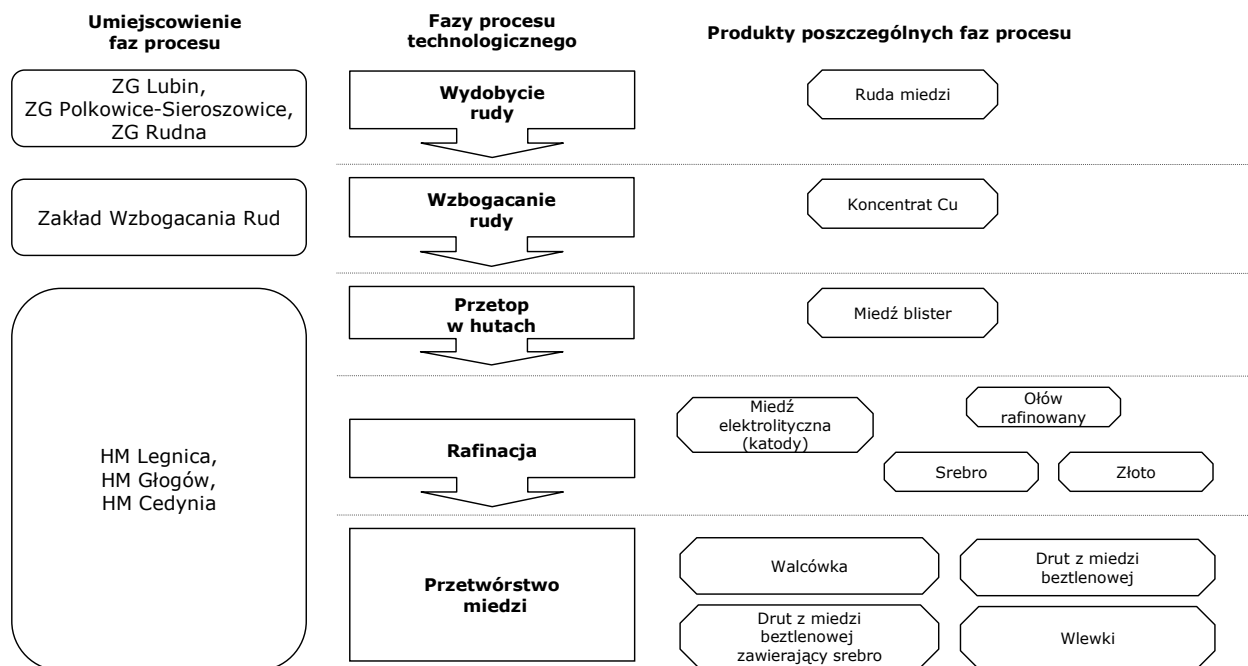 Umiejscowienie
faz procesu
Fazy procesu
technologicznego
Produkty poszczególnych faz procesu
ZG Lubin,
ZG Polkowice-Sieroszowice,
ZG Rudna
Wydobycie
rudy
Ruda miedzi
Zakład Wzbogacania Rud
Wzbogacanie
rudy
Koncentrat Cu
HM Legnica,
HM Głogów,
HM Cedynia
Przetop
w hutach
Miedź blister
Rafinacja
Miedź
elektrolityczna
(katody)
Ołów
rafinowany
Srebro
Złoto
Przetwórstwo
miedzi
Walcówka
Drut z miedzi
beztlenowej
Drut z miedzi
beztlenowej
zawierający srebro
Wlewki